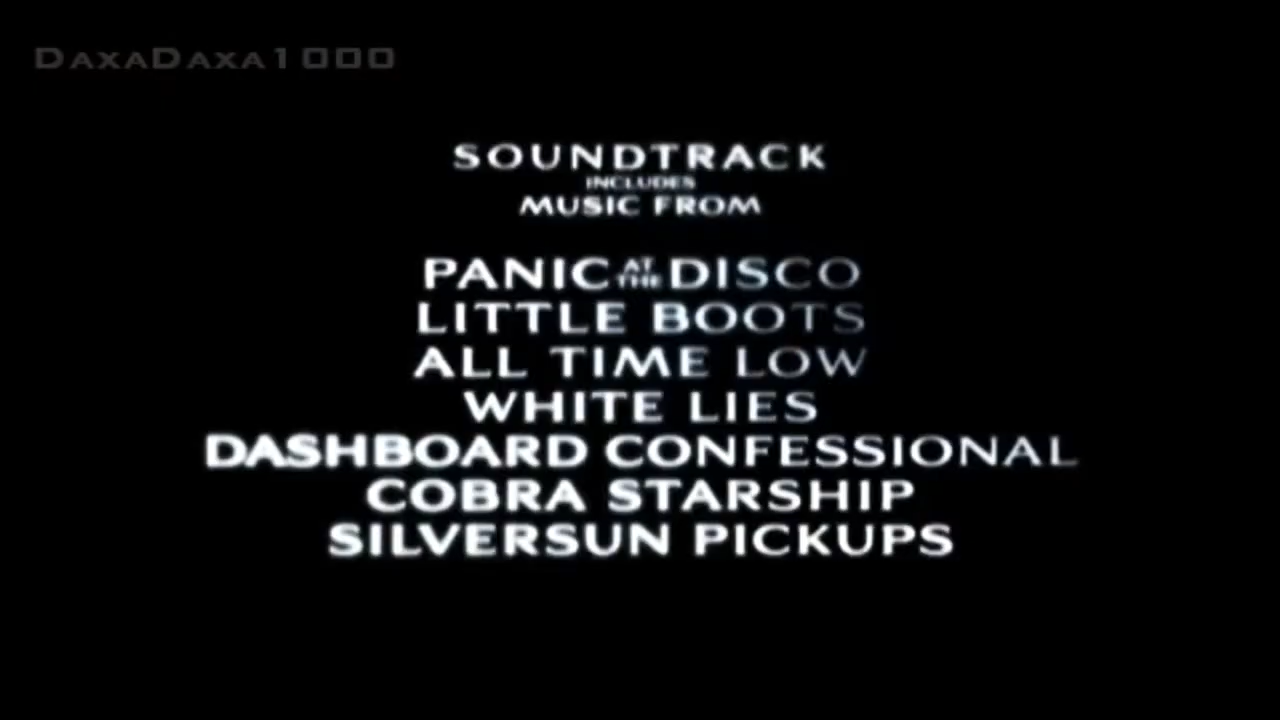 DAXADAXA1000
SOUNDTRACK
INCLUDES
MUSIC FROM
PANIC AT THE DISCO
LITTLE BOOTS
ALL TIME LOW
WHITE LIES
DASHBOARD CONFESSIONAL
COBRA STARSHIP
SILVERSUN PICKUPS